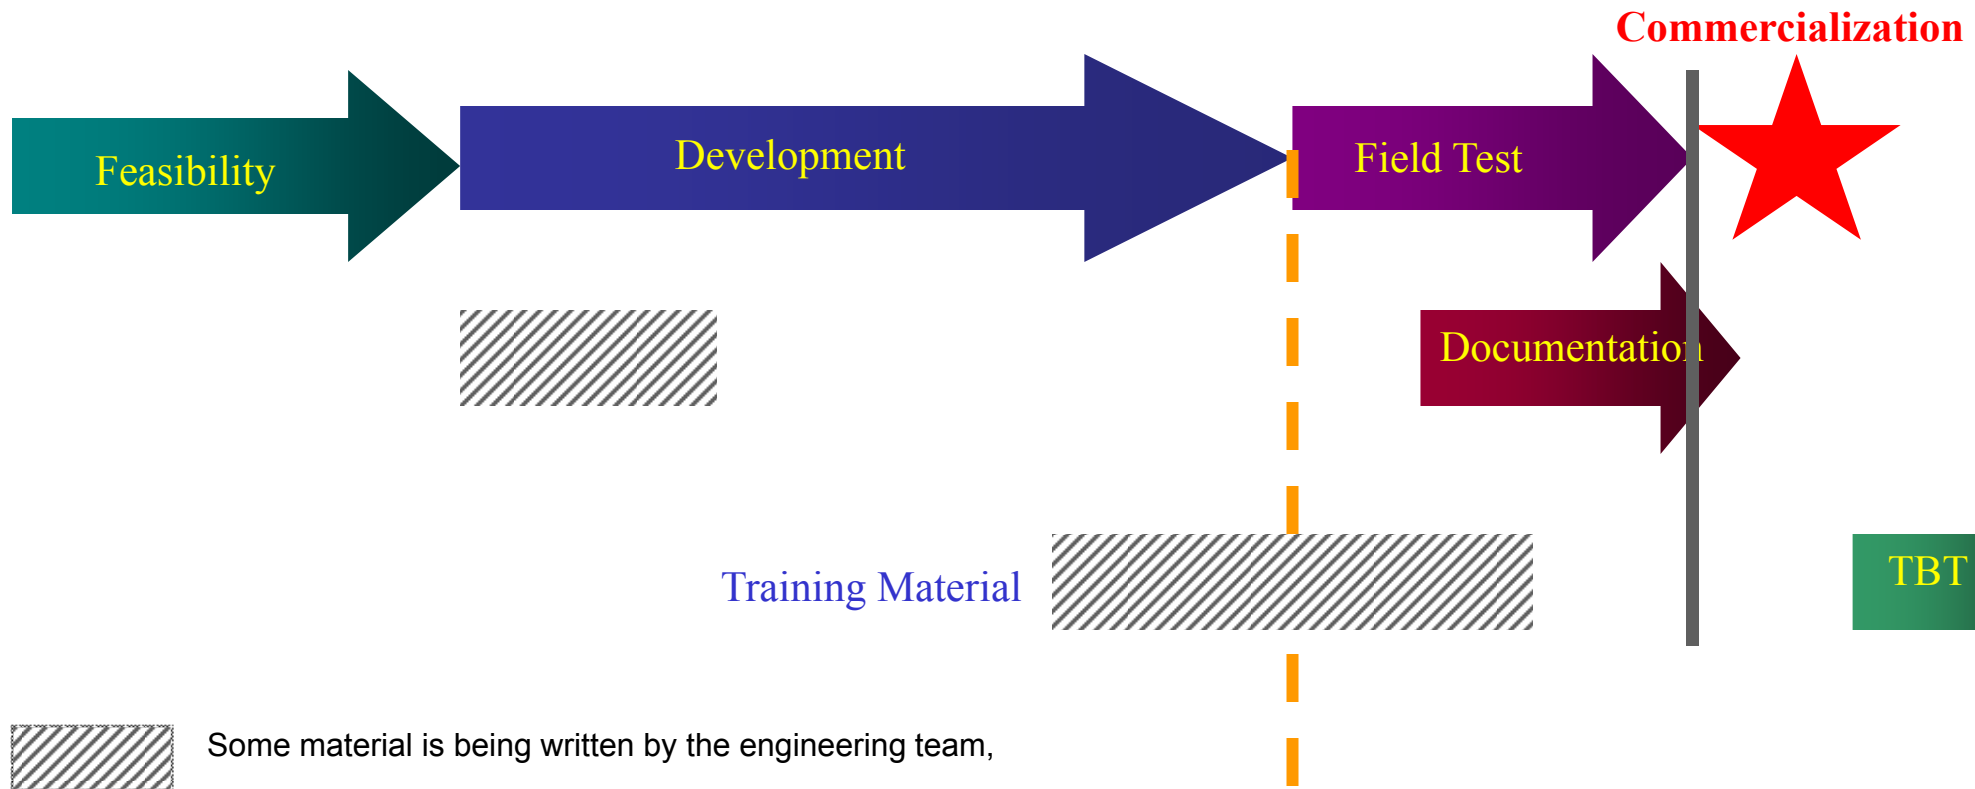 Commercialization
Feasibility
Development
Field Test
Documentation
Training Material
TBT
Some material is being written by the engineering team,